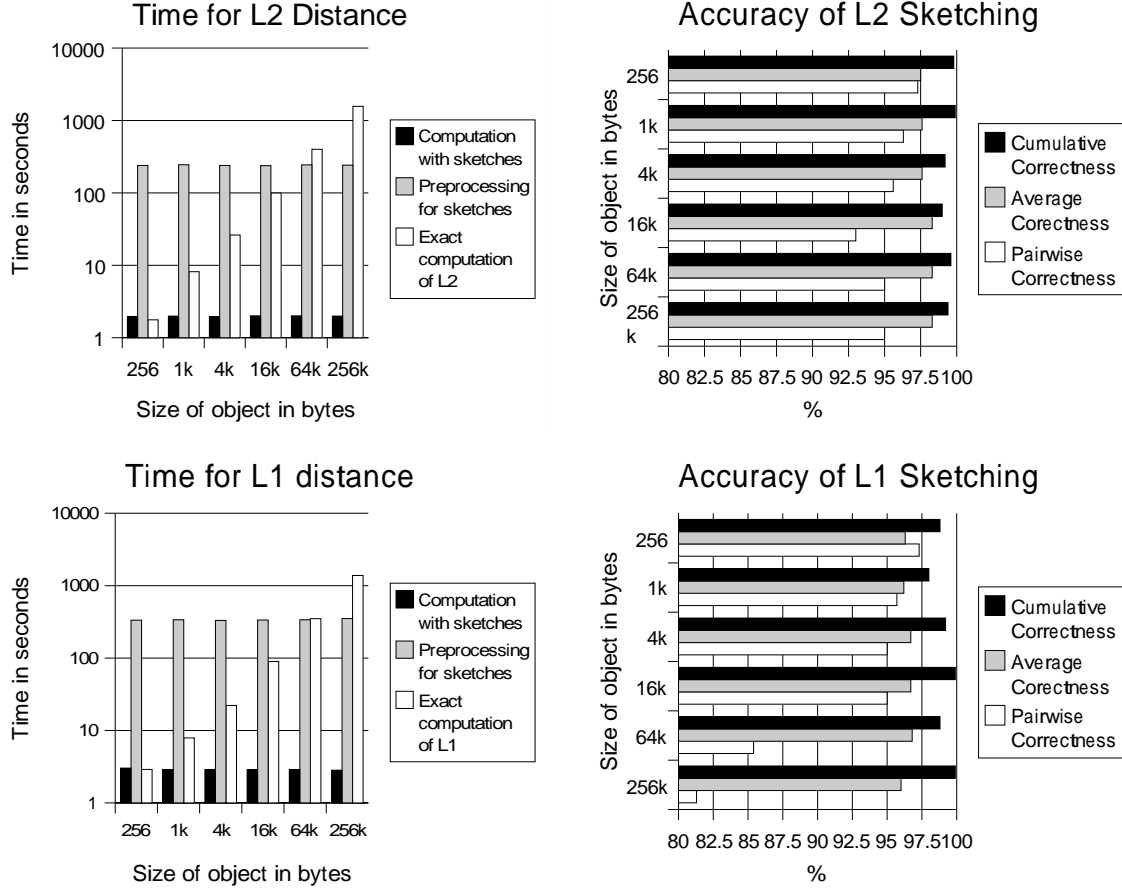 Time for L2 Distance
10000
1000
100
10
1
Time in seconds
256 1k 4k 16k 64k 256k
Size of object in bytes
Computation
with sketches
Preprocessing
for sketches
Exact
computation
of L2
Accuracy of L2 Sketching
Size of object in bytes
256
1k
4k
16k
64k
256
k
80 82.5 85 87.5 90 92.5 95 97.5 100
%
Cumulative
Correctness
Average
Corectness
Pairwise
Correctness
Time for L1 distance
10000
1000
100
10
1
Time in seconds
256 1k 4k 16k 64k 256k
Size of object in bytes
Computation
with sketches
Preprocessing
for sketches
Exact
computation
of L1
Accuracy of L1 Sketching
Size of object in bytes
256
1k
4k
16k
64k
256k
80 82.5 85 87.5 90 92.5 95 97.5 100
%
Cumulative
Correctness
Average
Corectness
Pairwise
Correctness